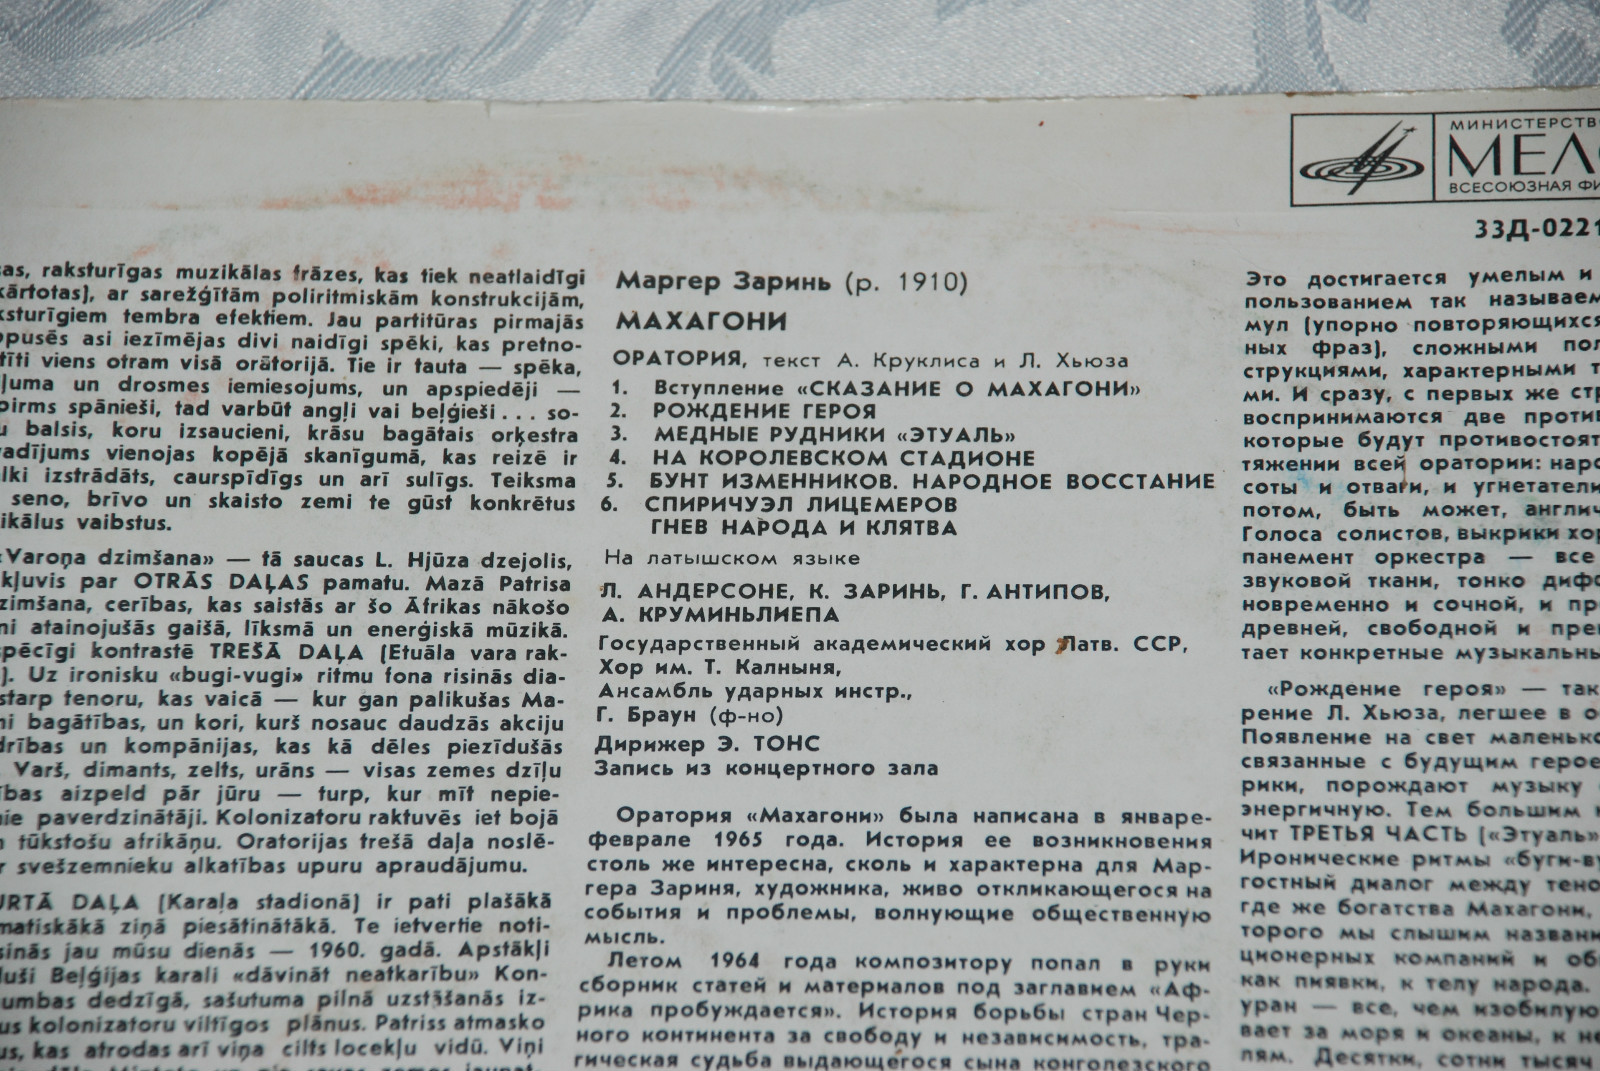 raksturīgas muzikālas frāzes, kas tiek neatlaidīgi
ar sarežģītām poliritmiskām konstrukcijām,
tembra efektiem. Jau partitūras pirmajās
asi iezīmējas divi naidīgi spēki, kas pretno-
viens otram visā oratorijā. Tie ir tauta — spēka,
un drosmes iemiesojums, un apspiedēji —
pirms spānieši, tad varbūt angļi vai beļģieši... so-
balsis, koru izsaucieni, krāsu bagātais orķestra
vienojas kopējā skanīgumā, kas reizē ir
izstrādāts, caurspīdīgs un arī sulīgs. Teiksma
seno, brīvo un skaisto zemi te gūst konkrētus
vaibstus.
«Varoņa dzimšana» — tā saucas L. Hjūza dzejolis,
kļuvis par OTRĀS DAĻAS pamatu. Mazā Patrisa
cerības, kas saistās ar šo Āfrikas nākošo
atainojušās gaišā, līksmā un enerģiskā mūzikā.
kontrastē TREŠĀ DAĻA (Etuāla vara rak-
Uz ironisku «bugi-vugi» ritmu fona risinās dia-
starp tenoru, kas vaicā — kur gan palikušas Ma-
bagātības, un kori, kurš nosauc daudzās akciju
un kompānijas, kas kā dēles piezīdušās
Varš, dimants, zelts, urāns — visas zemes dzīļu
aizpeld pār jūru — turp, kur mīt nepie-
paverdzinātāji. Kolonizatoru raktuvēs iet bojā
tūkstošu afrikāņu. Oratorijas trešā daļa noslē-
svešzemnieku alkatības upuru apraudājumu.
DAĻA (Karaļa stadionā) ir pati plašākā
ziņā piesātinātākā. Te ietvertie noti-
jau mūsu dienās — 1960. gadā. Apstākļi
Beļģijas karali «dāvināt neatkarību» Kon-
dedzīgā, sašutuma pilnā uzstāšanās iz-
kolonizatoru viltīgos plānus. Patriss atmasko
kas atrodas arī viņa cilts locekļu vidū. Viņi
Маргер Заринь (р. 1910)
МАХАГОНИ
ОРАТОРИЯ, текст А. Круклиса и Л. Хьюза
1. Вступление «СКАЗАНИЕ О МАХАГОНИ»
2. РОЖДЕНИЕ ГЕРОЯ
3. МЕДНЫЕ РУДНИКИ «ЭТУАЛЬ»
4. НА КОРОЛЕВСКОМ СТАДИОНЕ
5. БУНТ ИЗМЕННИКОВ. НАРОДНОЕ ВОССТАНИЕ
6. СПИРИЧУЭЛ ЛИЦЕМЕРОВ
ГНЕВ НАРОДА И КЛЯТВА
На латышском языке
Л. АНДЕРСОНЕ, К. ЗАРИНЬ, Г. АНТИПОВ,
А. КРУМИНЬЛИЕПА
Государственный академический хор Латв. ССР,
Хор им. Т. Калныня,
Ансамбль ударных инстр.,
Г. Браун (ф-но)
Дирижер Э. ТОНС
Запись из концертного зала
Оратория «Махагони» была написана в январе-
феврале 1965 года. История ее возникновения
столь же интересна, сколь и характерна для Мар-
гера Зариня, художника, живо откликающегося на
события и проблемы, волнующие общественную
мысль.
Летом 1964 года композитору попал в руки
сборник статей и материалов под заглавием «Аф-
рика пробуждается». История борьбы стран Чер-
ного континента за свободу и независимость, тра-
гическая судьба выдающегося сына конголезского
МИНИСТЕРСТВ
МЕЛ
ВСЕСОЮЗНАЯ
33Д-0221
Это достигается умелым и
пользованием так называем
мул (упорно повторяющихся
ных фраз), сложными
струкциями, характерными
ми. И сразу, с первых же
воспринимаются две
которые будут противостоят
тяжении всей оратории:
соты и отваги, и угнетатели
потом, быть может,
Голоса солистов, выкрики
панемент оркестра — все
звуковой ткани, тонко
новременно и сочной, и
древней, свободной и
тает конкретные
«Рождение героя» — так
рение Л. Хьюза, легшее в
Появление на свет
связанные с будущим
рики, порождают музыку
энергичную. Тем большим
чит ТРЕТЬЯ ЧАСТЬ («Этуаль»
Иронические ритмы
гостный диалог между
где же богатства Махагони,
торого мы слышим
ционерных компаний и
как пиявки, к телу народа.
уран — все, чем
вает за моря и океаны, к
лям. Десятки, сотни тысяч